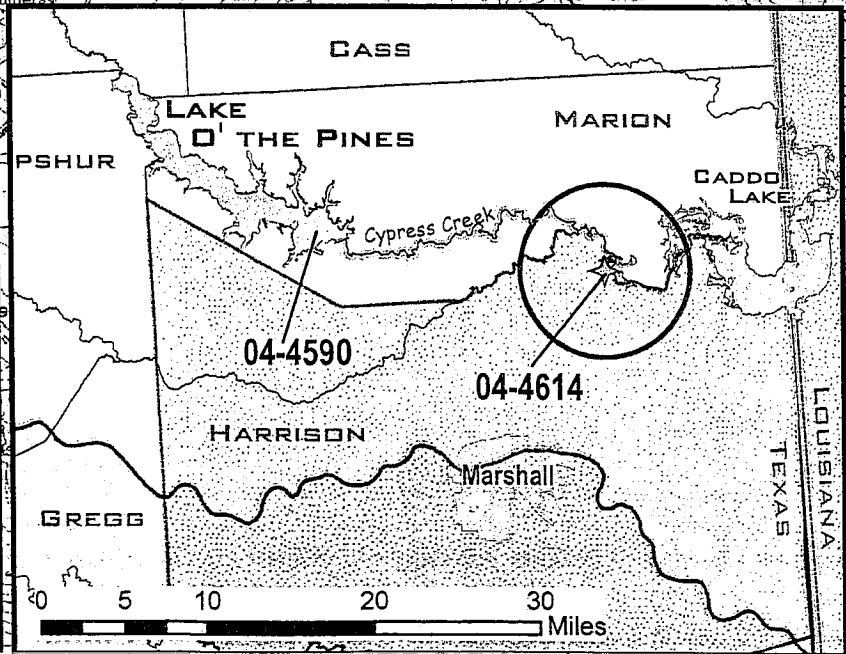 CASS
LAKE
O' THE PINES
MARION
PSHUR
CADDO
LAKE
Cypress Creek
04-4590
04-4614
HARRISON
Marshall
LOUISIANA
TEXAS
GREGG
0 5 10 20 30 Miles